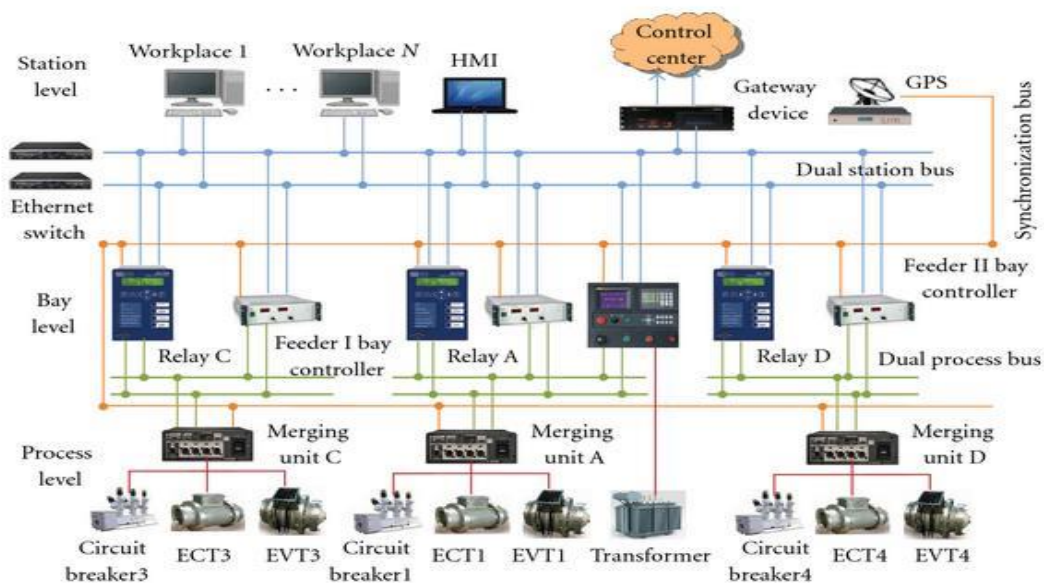 Station
level
Workplace 1
. . .
Workplace N
HMI
Control
center
Gateway
device
GPS
Synchronization bus
Dual station bus
Ethernet
switch
Bay
level
Relay C
Feeder I bay
controller
Relay A
Relay D
Feeder II bay
controller
Dual process bus
Process
level
Merging
unit C
Merging
unit A
Merging
unit D
Circuit
breaker3
ECT3
EVT3
Circuit
breaker1
ECT1
EVT1
Transformer
Circuit
breaker4
ECT4
EVT4